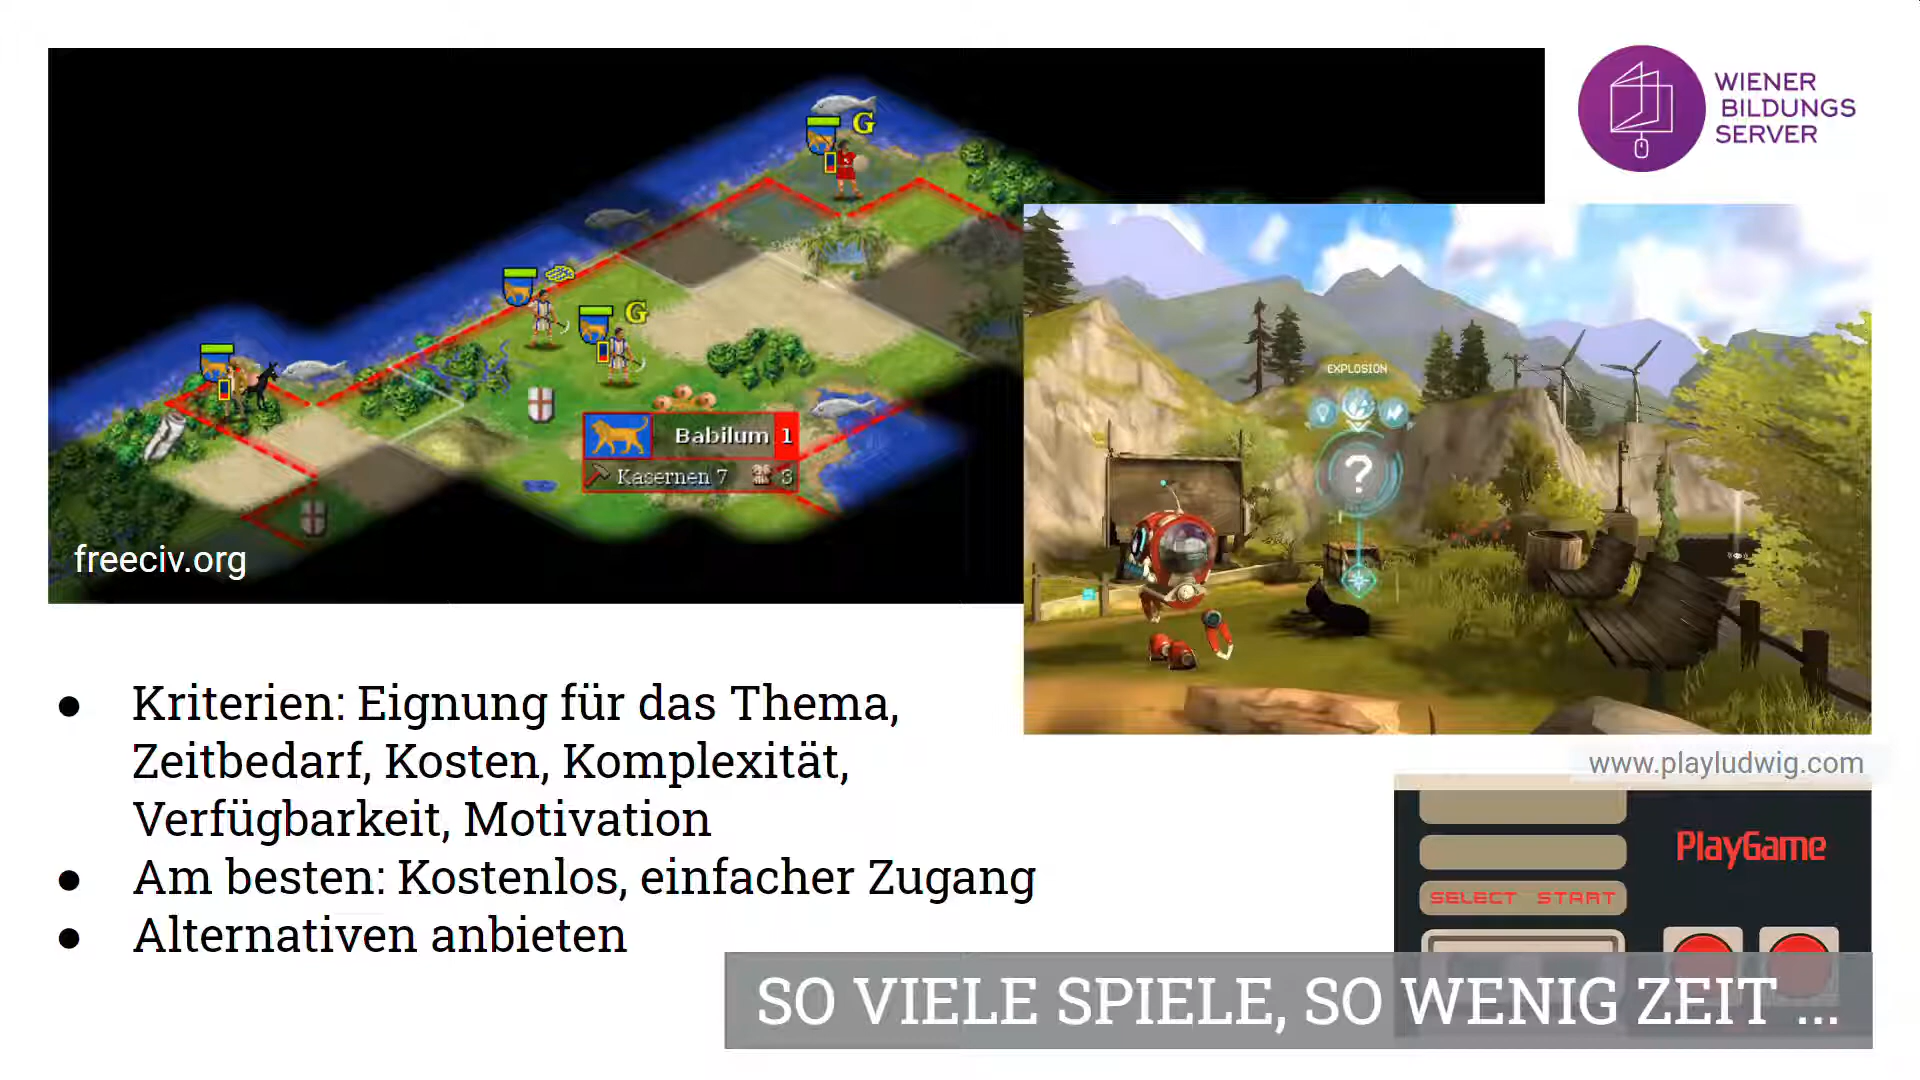 WIENER
BILDUNGS
SERVER
G
G
Babilum 1
Kasernen 7 3
freeciv.org
EXPLOSION
?
www.playludwig.com
● Kriterien: Eignung für das Thema,
Zeitbedarf, Kosten, Komplexität,
Verfügbarkeit, Motivation
● Am besten: Kostenlos, einfacher Zugang
● Alternativen anbieten
PlayGame
SELECT START
SO VIELE SPIELE, SO WENIG ZEIT ...